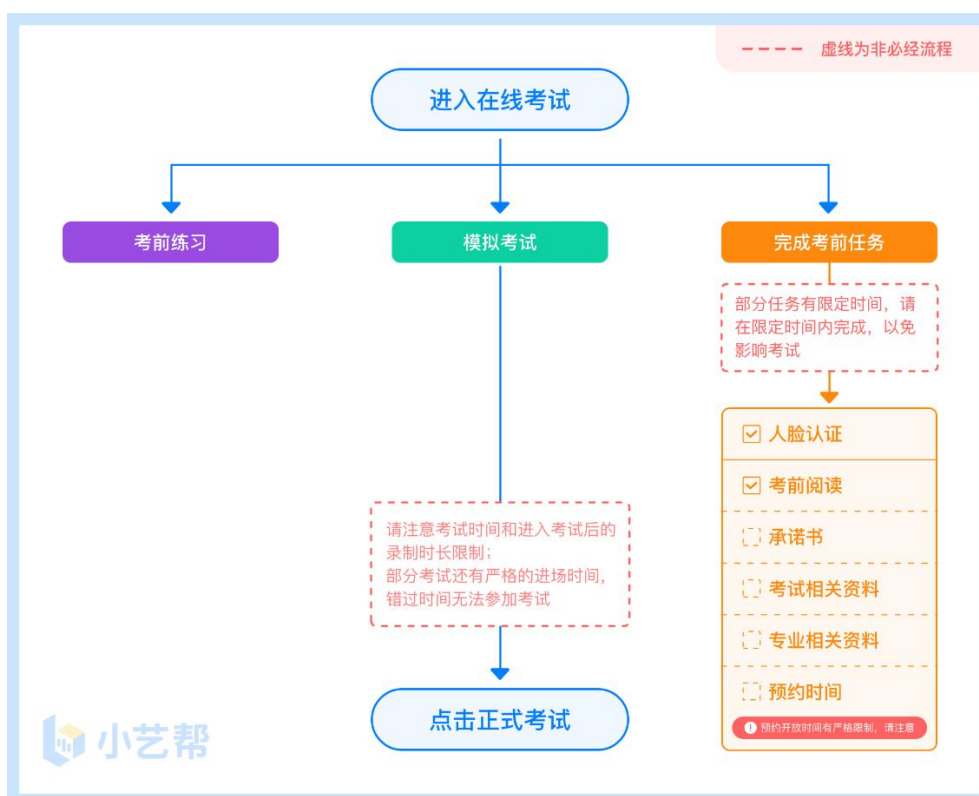 虚线为非必经流程
进入在线考试
考前练习
模拟考试
完成考前任务
部分任务有限定时间，请
在限定时间内完成，以免
影响考试
人脸认证
考前阅读
承诺书
考试相关资料
专业相关资料
预约时间
预约开放时间有严格限制，请注意
请注意考试时间和进入考试后的
录制时长限制；
部分考试还有严格的进场时间，
错过时间无法参加考试
点击正式考试
小艺帮